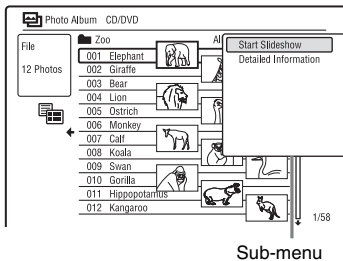 Photo Album CD/DVD
File
12 Photos
Zoo
Al
001 Elephant
002 Giraffe
003 Bear
004 Lion
005 Ostrich
006 Monkey
007 Calf
008 Koala
009 Swan
010 Gorilla
011 Hippopotamus
012 Kangaroo
Start Slideshow
Detailed Information
1/58
Sub-menu